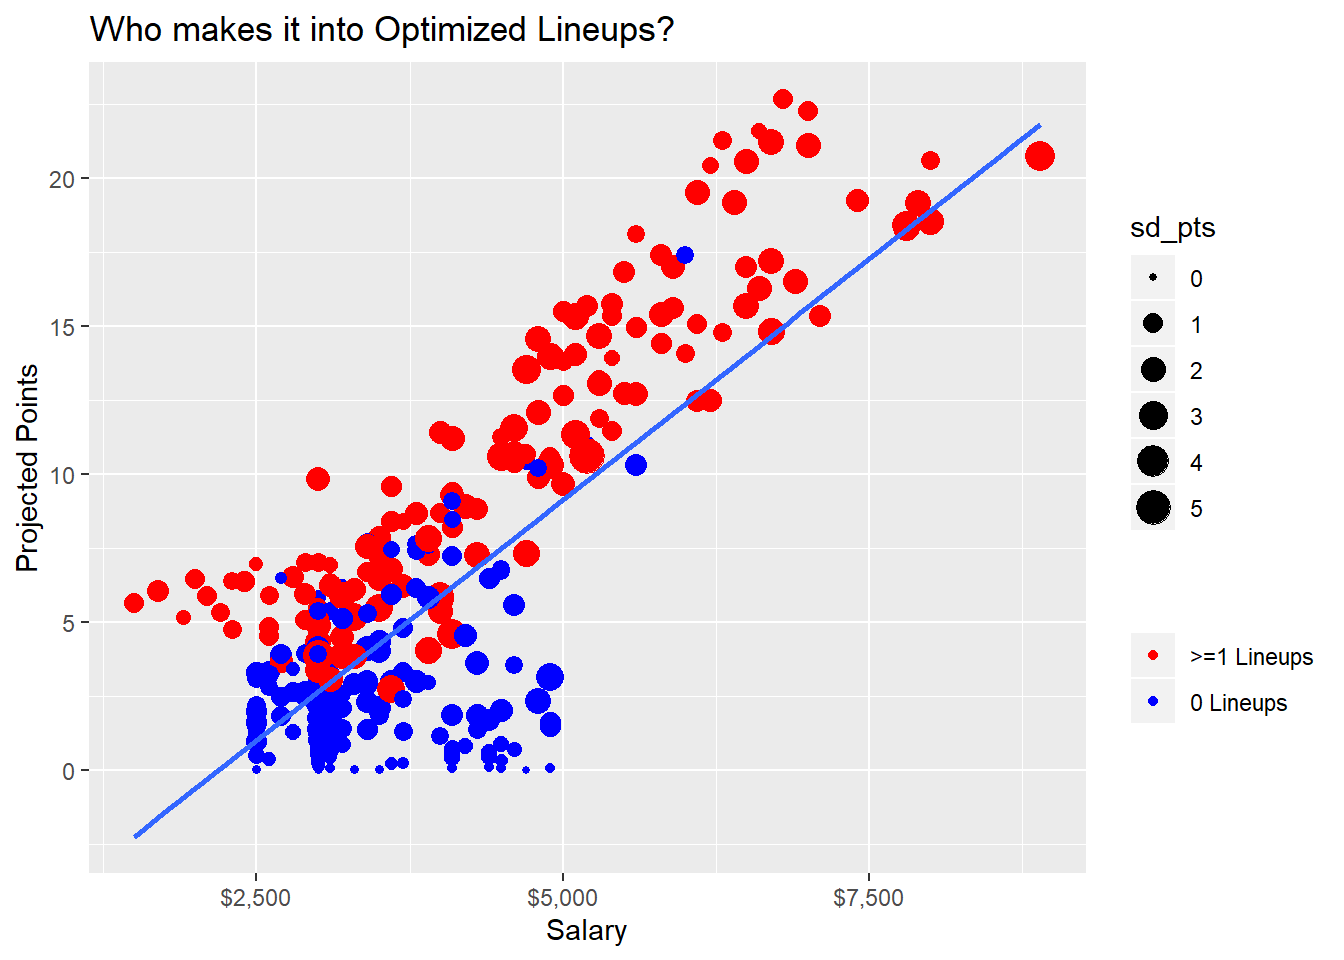 Who makes it into Optimized Lineups?
Projected Points
20
15
10
5
0
$2,500
$5,000
$7,500
Salary
sd_pts
0
1
2
3
4
5
>=1 Lineups
0 Lineups